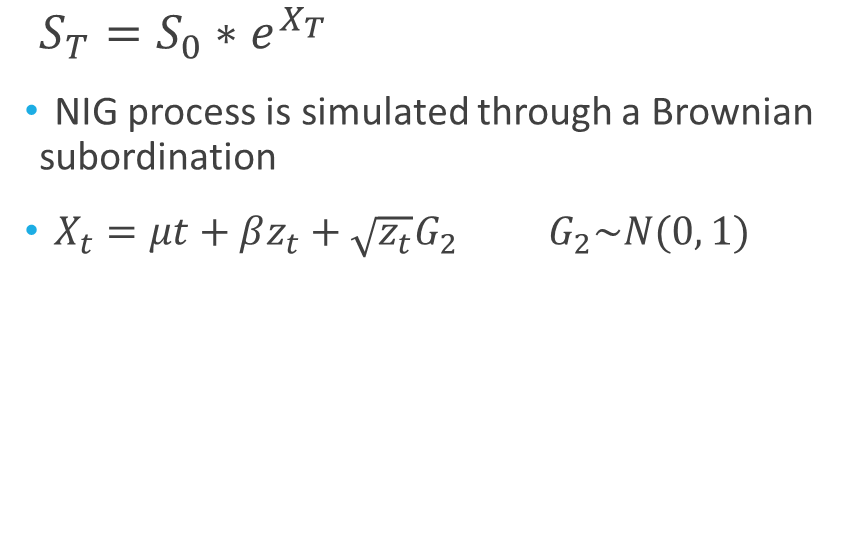 S_T = S_0 * e^{X_T}
• NIG process is simulated through a Brownian
subordination
• X_t = μt + βz_t + √z_t G_2    G_2~N(0, 1)